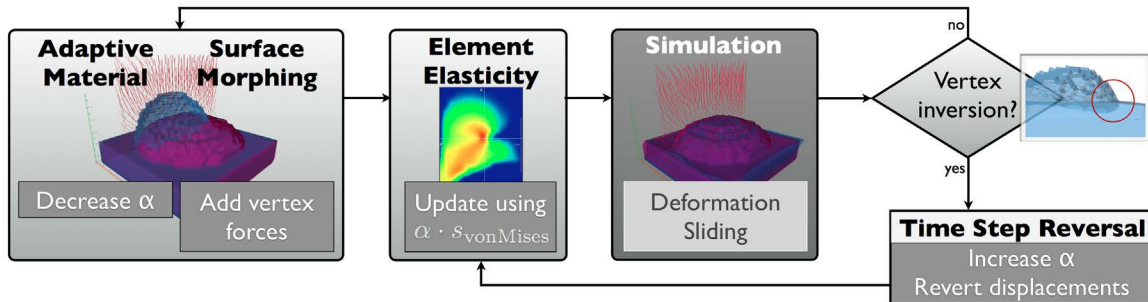 Adaptive
Material
Surface
Morphing
Decrease α
Add vertex
forces
Element
Elasticity
Update using
α · s_vonMises
Simulation
Deformation
Sliding
no
Vertex
inversion?
yes
Time Step Reversal
Increase α
Revert displacements